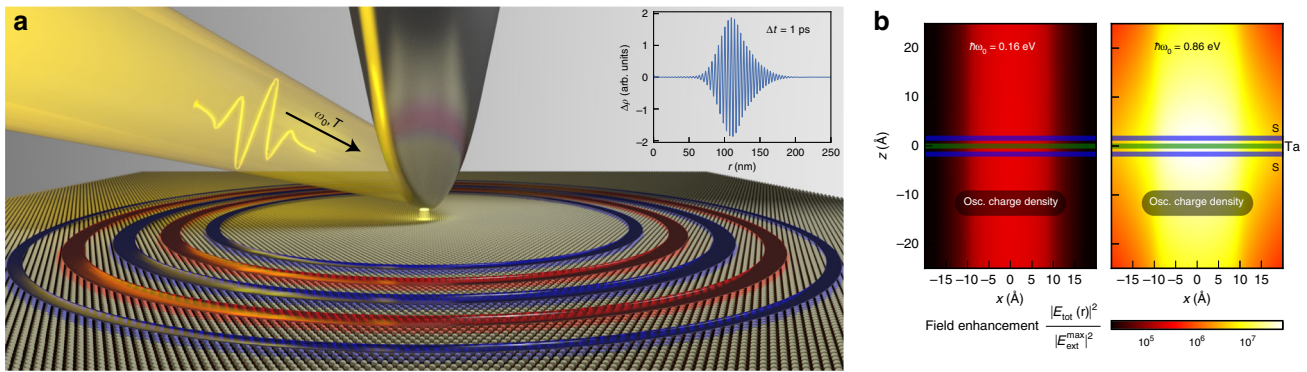 a
ω₀, T
Δt = 1 ps
Δρ (arb. units)
2
1
0
−1
−2
0 50 100 150 200 250
r (nm)
b
ℏω₀ = 0.16 eV
ℏω₀ = 0.86 eV
z (Å)
20
10
0
−10
−20
S
Ta
S
Osc. charge density
Osc. charge density
−15 −10 −5 0 5 10 15
−15 −10 −5 0 5 10 15
x (Å)
x (Å)
Field enhancement |E_tot (r)|² / |E_ext^max|²
10⁵ 10⁶ 10⁷